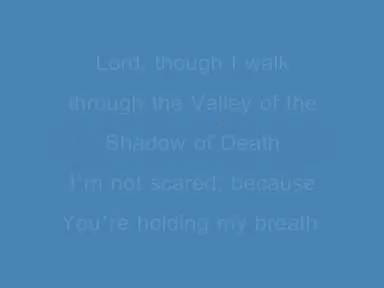 Lord, though I walk
through the Valley of the
Shadow of Death
I'm not scared, because
You're holding my breath